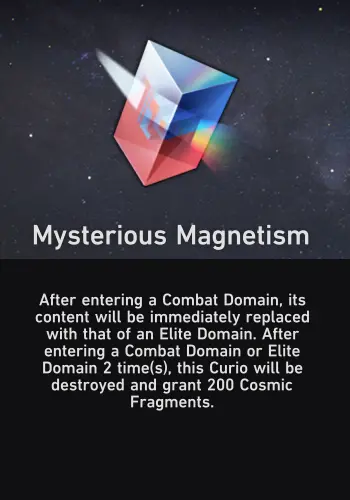 Mysterious Magnetism
After entering a Combat Domain, its
content will be immediately replaced
with that of an Elite Domain. After
entering a Combat Domain or Elite
Domain 2 time(s), this Curio will be
destroyed and grant 200 Cosmic
Fragments.